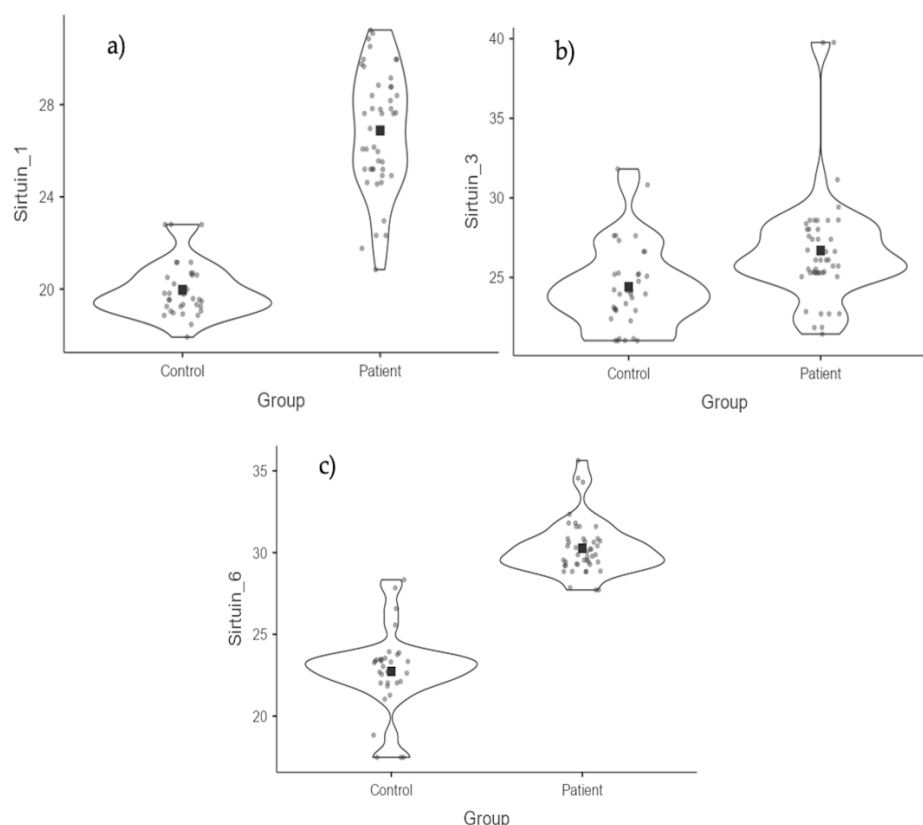 a)
Sirtuin_1
28
24
20
Control
Patient
Group
b)
Sirtuin_3
40
35
30
25
Control
Patient
Group
c)
Sirtuin_6
35
30
25
20
Control
Patient
Group